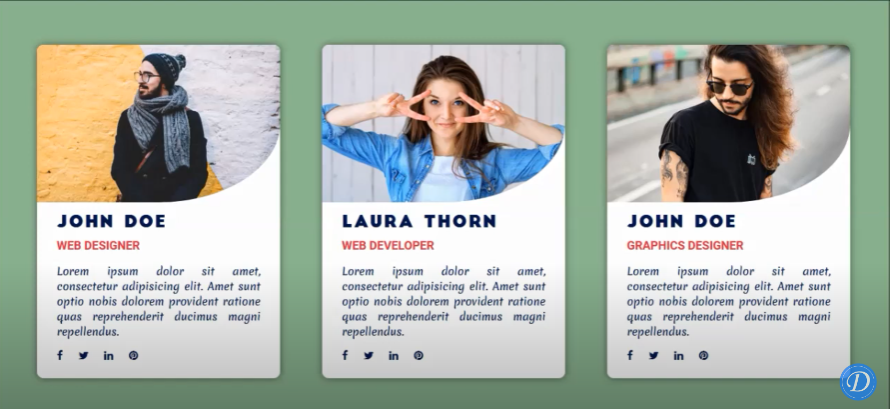 JOHN DOE
WEB DESIGNER
Lorem ipsum dolor sit amet,
consectetur adipisicing elit. Amet sunt
optio nobis dolorem provident ratione
quas reprehenderit ducimus magni
repellendus.
LAURA THORN
WEB DEVELOPER
Lorem ipsum dolor sit amet,
consectetur adipisicing elit. Amet sunt
optio nobis dolorem provident ratione
quas reprehenderit ducimus magni
repellendus.
JOHN DOE
GRAPHICS DESIGNER
Lorem ipsum dolor sit amet,
consectetur adipisicing elit. Amet sunt
optio nobis dolorem provident ratione
quas reprehenderit ducimus magni
repellendus.
D